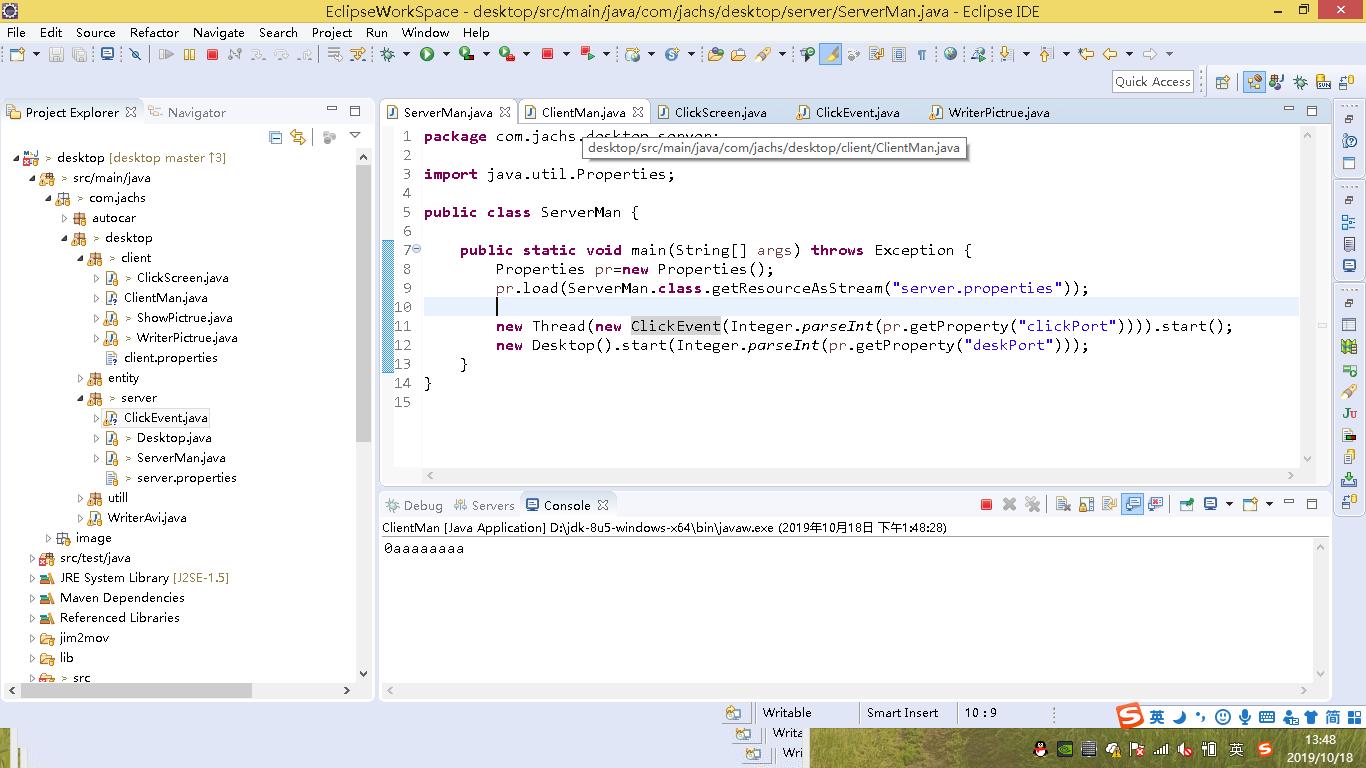 EclipseWorkSpace - desktop/src/main/java/com/jachs/desktop/server/ServerMan.java - Eclipse IDE
File Edit Source Refactor Navigate Search Project Run Window Help
Quick Access
Project Explorer Navigator
ServerMan.java ClientMan.java ClickScreen.java ClickEvent.java WriterPictrue.java
desktop/src/main/java/com/jachs/desktop/client/ClientMan.java
> desktop [desktop master ↑3]
> src/main/java
> com.jachs
autocar
> desktop
> client
> ClickScreen.java
ClientMan.java
> ShowPictrue.java
> WriterPictrue.java
client.properties
entity
> server
ClickEvent.java
> Desktop.java
> ServerMan.java
> server.properties
utill
WriterAvi.java
image
src/test/java
JRE System Library [J2SE-1.5]
Maven Dependencies
Referenced Libraries
jim2mov
lib
> src
1 package com.jachs.desktop.server;
2
3 import java.util.Properties;
4
5 public class ServerMan {
6
7 public static void main(String[] args) throws Exception {
8 Properties pr=new Properties();
9 pr.load(ServerMan.class.getResourceAsStream("server.properties"));
10
11 new Thread(new ClickEvent(Integer.parseInt(pr.getProperty("clickPort")))).start();
12 new Desktop().start(Integer.parseInt(pr.getProperty("deskPort")));
13 }
14 }
15
Debug Servers Console
ClientMan [Java Application] D:\jdk-8u5-windows-x64\bin\javaw.exe (2019年10月18日 下午1:48:28)
0aaaaaaaa
Writable Smart Insert 10 : 9
英 简
Writa
Wri
英
13:48
2019/10/18